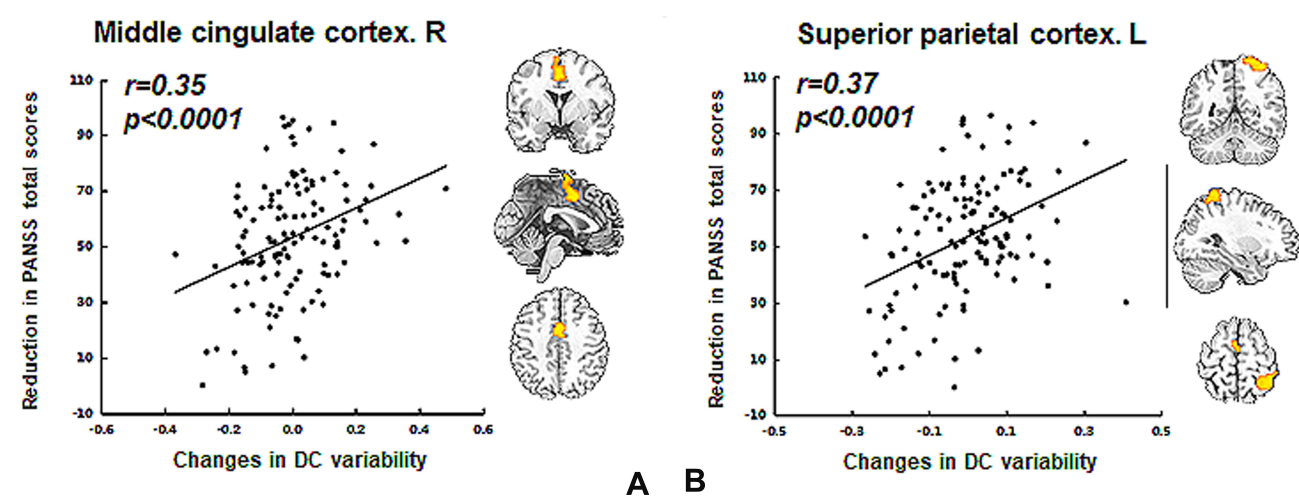 Middle cingulate cortex. R
r=0.35
p<0.0001
Reduction in PANSS total scores
110
90
70
50
30
10
-10
-0.6
-0.4
-0.2
0.0
0.2
0.4
0.6
Changes in DC variability
A
Superior parietal cortex. L
r=0.37
p<0.0001
Reduction in PANSS total scores
110
90
70
50
30
10
-10
-0.5
-0.3
-0.1
0.1
0.3
0.5
Changes in DC variability
B